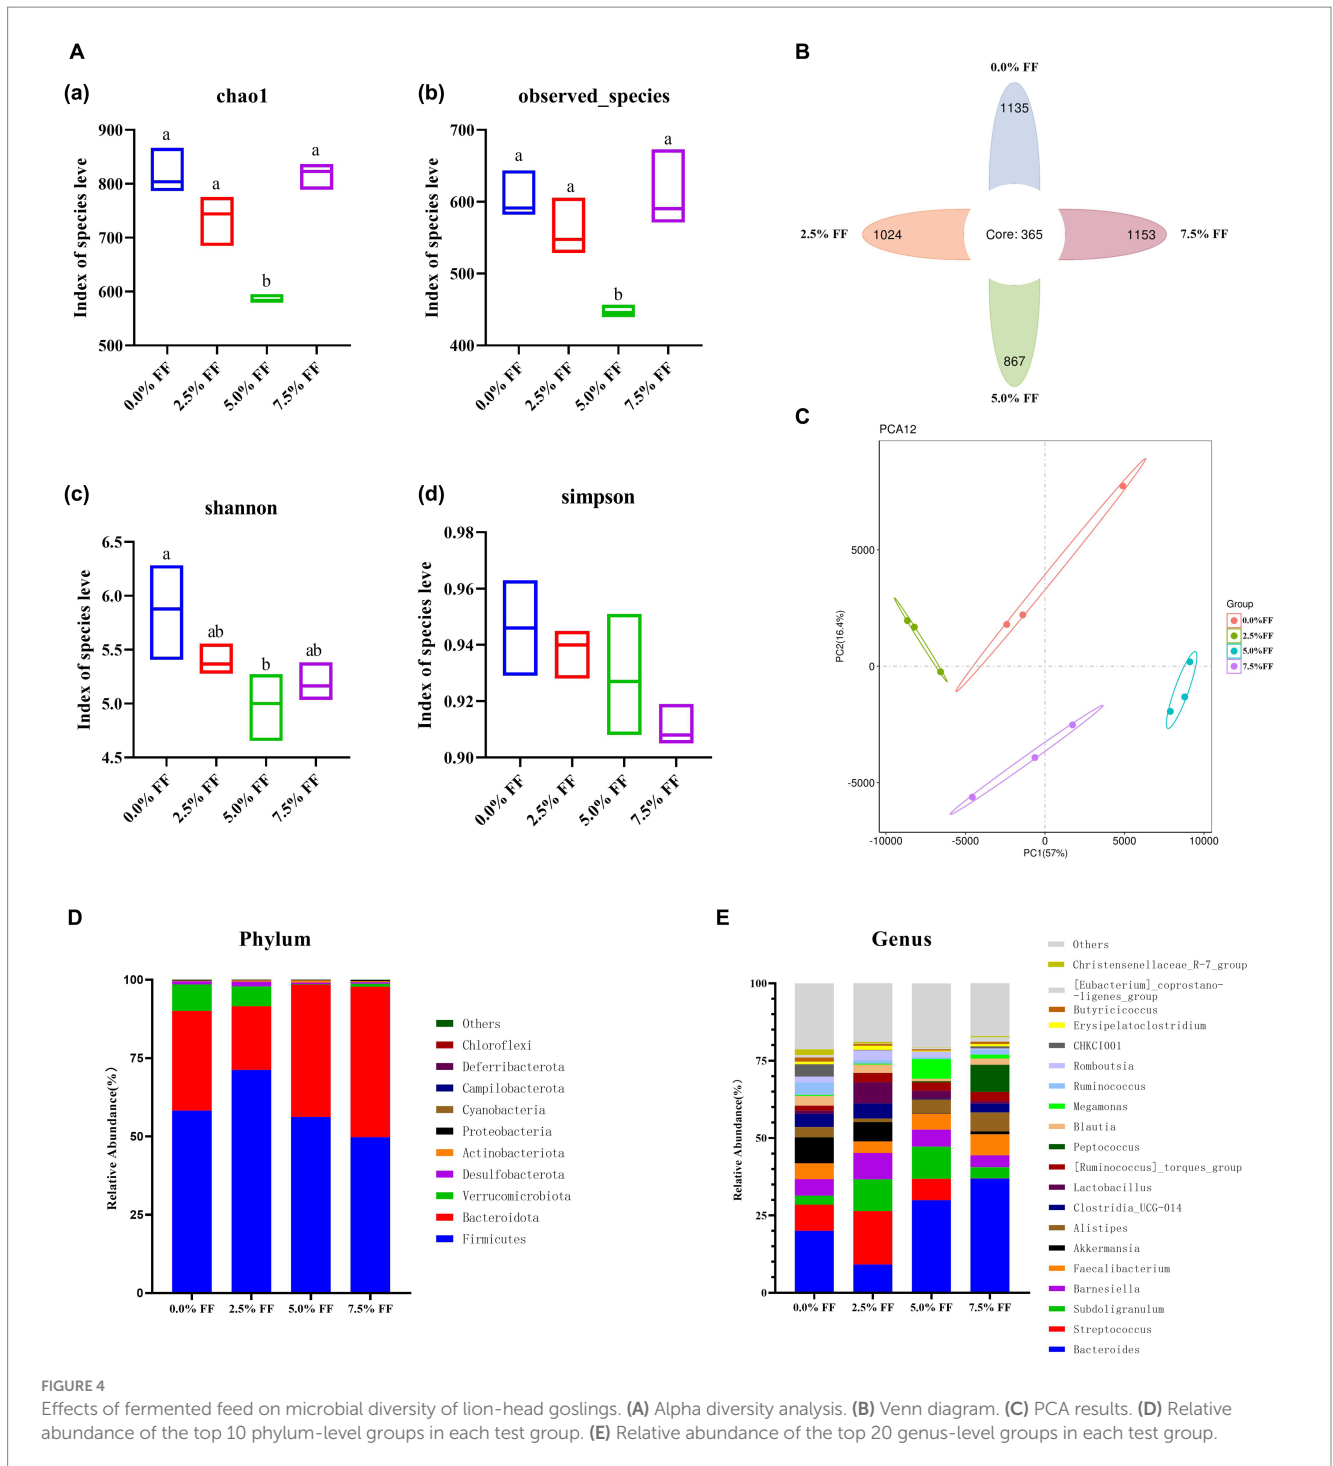 A
(a)
chao1
900
800
700
600
500
Index of species leve
a
a
b
a
0.0% FF
2.5% FF
5.0% FF
7.5% FF
(b)
observed_species
700
600
500
400
Index of species leve
a
a
b
a
0.0% FF
2.5% FF
5.0% FF
7.5% FF
(c)
shannon
6.5
6.0
5.5
5.0
4.5
Index of species leve
a
ab
b
ab
0.0% FF
2.5% FF
5.0% FF
7.5% FF
(d)
simpson
0.98
0.96
0.94
0.92
0.90
Index of species leve
0.0% FF
2.5% FF
5.0% FF
7.5% FF
B
0.0% FF
1135
2.5% FF
1024
Core: 365
1153
7.5% FF
867
5.0% FF
C
PCA12
PC2(16.4%)
5000
0
-5000
-10000
-5000
0
5000
10000
PC1(57%)
Group
0.0%FF
2.5%FF
5.0%FF
7.5%FF
D
Phylum
Relative Abundance(%)
100
75
50
25
0
0.0% FF
2.5% FF
5.0% FF
7.5% FF
Others
Chloroflexi
Deferribacterota
Campilobacterota
Cyanobacteria
Proteobacteria
Actinobacteriota
Desulfobacterota
Verrucomicrobiota
Bacteroidota
Firmicutes
E
Genus
Relative Abundance(%)
100
75
50
25
0
0.0% FF
2.5% FF
5.0% FF
7.5% FF
Others
Christensenellaceae_R-7_group
[Eubacterium]_coprostano-
-ligenes_group
Butyricicoccus
Erysipelatoclostridium
CHKCI001
Romboutsia
Ruminococcus
Megamonas
Blautia
Peptococcus
[Ruminococcus]_torques_group
Lactobacillus
Clostridia_UCG-014
Alistipes
Akkermansia
Faecalibacterium
Barnesiella
Subdoligranulum
Streptococcus
Bacteroides
FIGURE 4
Effects of fermented feed on microbial diversity of lion-head goslings. (A) Alpha diversity analysis. (B) Venn diagram. (C) PCA results. (D) Relative
abundance of the top 10 phylum-level groups in each test group. (E) Relative abundance of the top 20 genus-level groups in each test group.